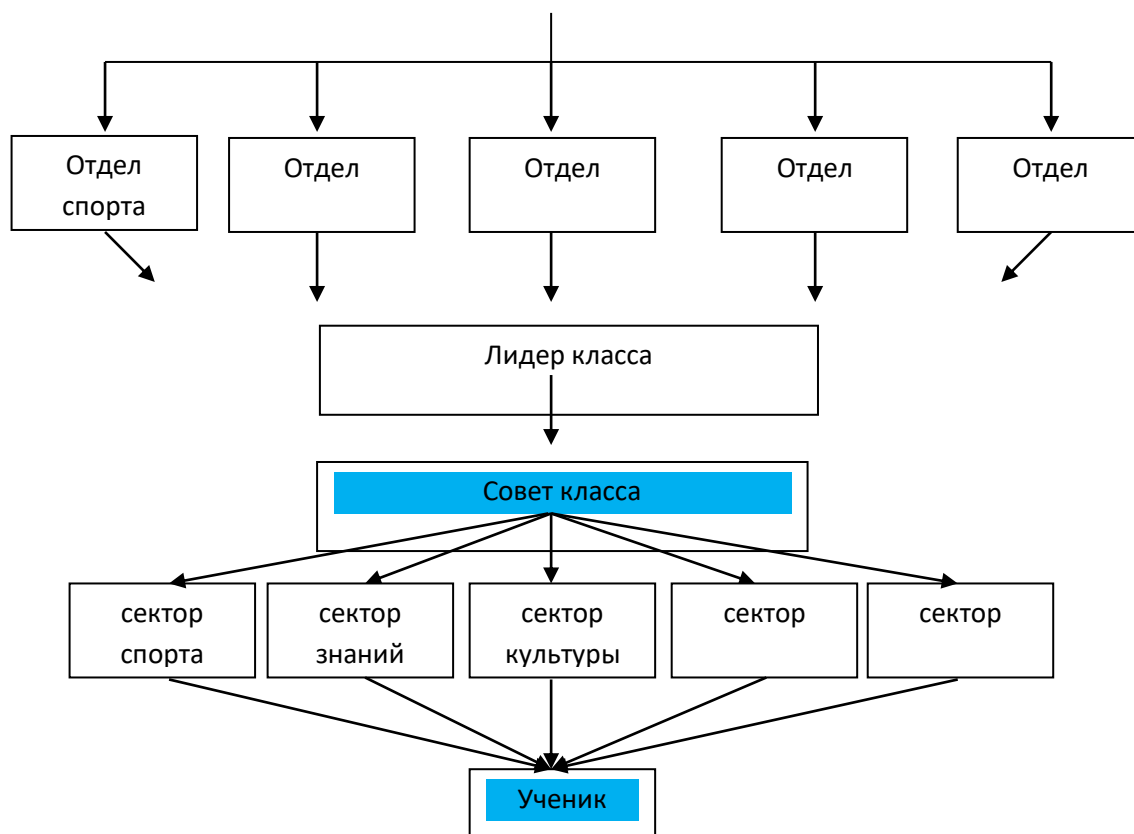 Отдел
спорта
Отдел
Отдел
Отдел
Отдел
Лидер класса
Совет класса
сектор
спорта
сектор
знаний
сектор
культуры
сектор
сектор
Ученик